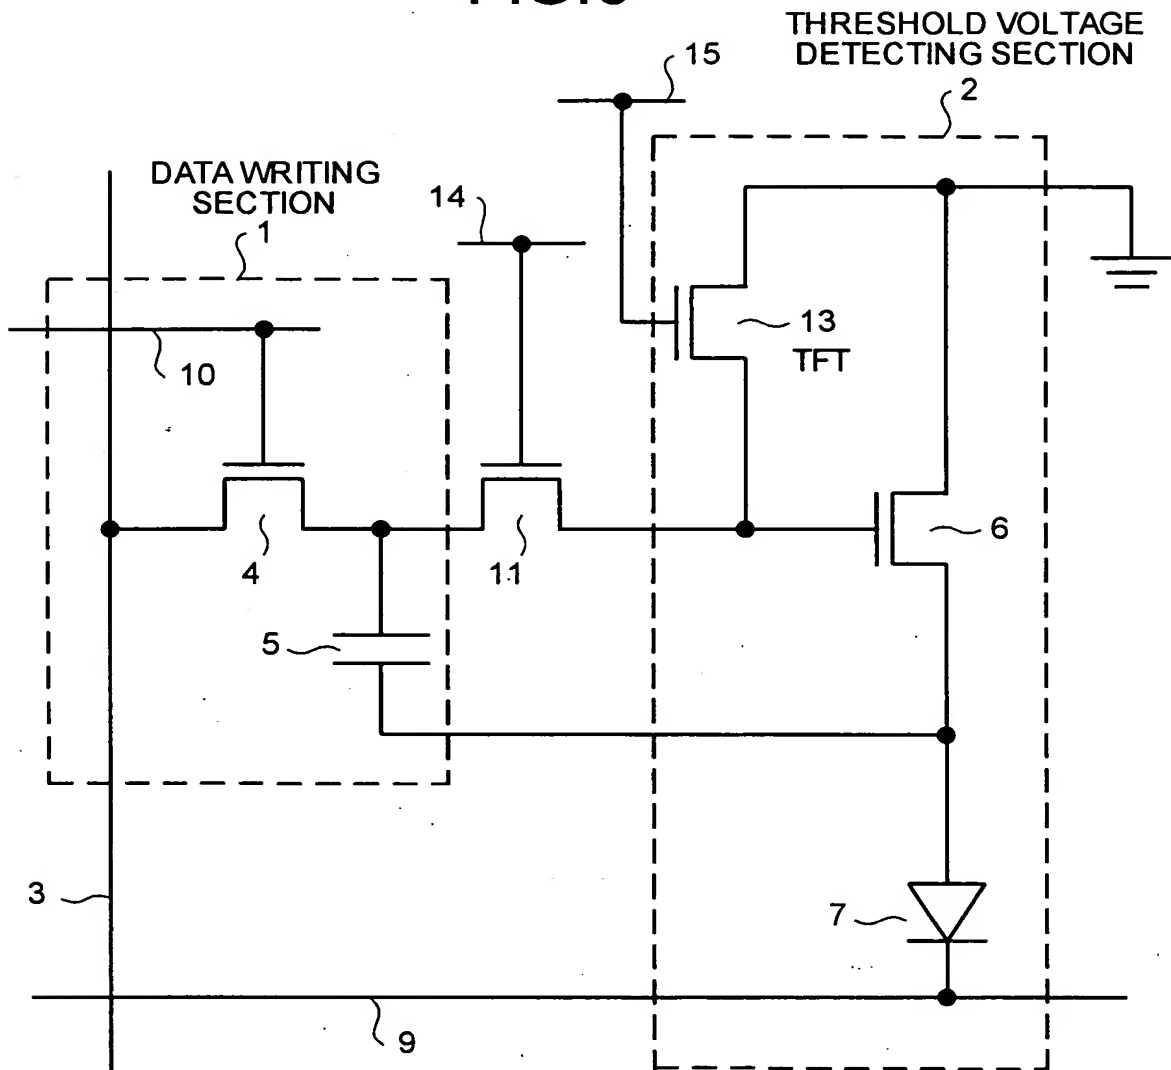 THRESHOLD VOLTAGE
DETECTING SECTION
15
2
DATA WRITING
SECTION
1
14
13
TFT
10
6
4
11
5
3
7
9